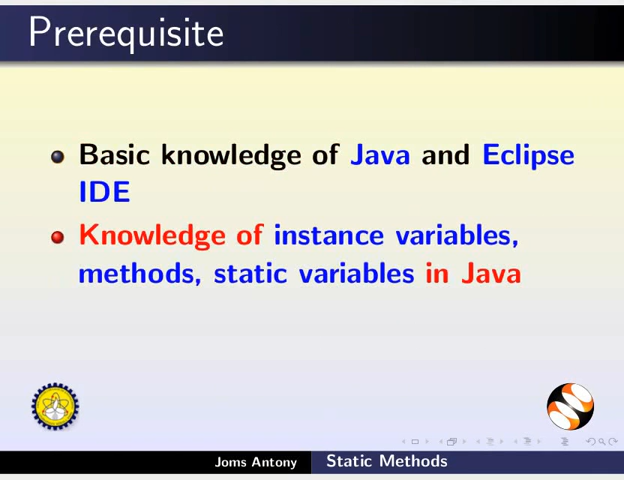 Prerequisite
Basic knowledge of Java and Eclipse
IDE
Knowledge of instance variables,
methods, static variables in Java
Joms Antony Static Methods